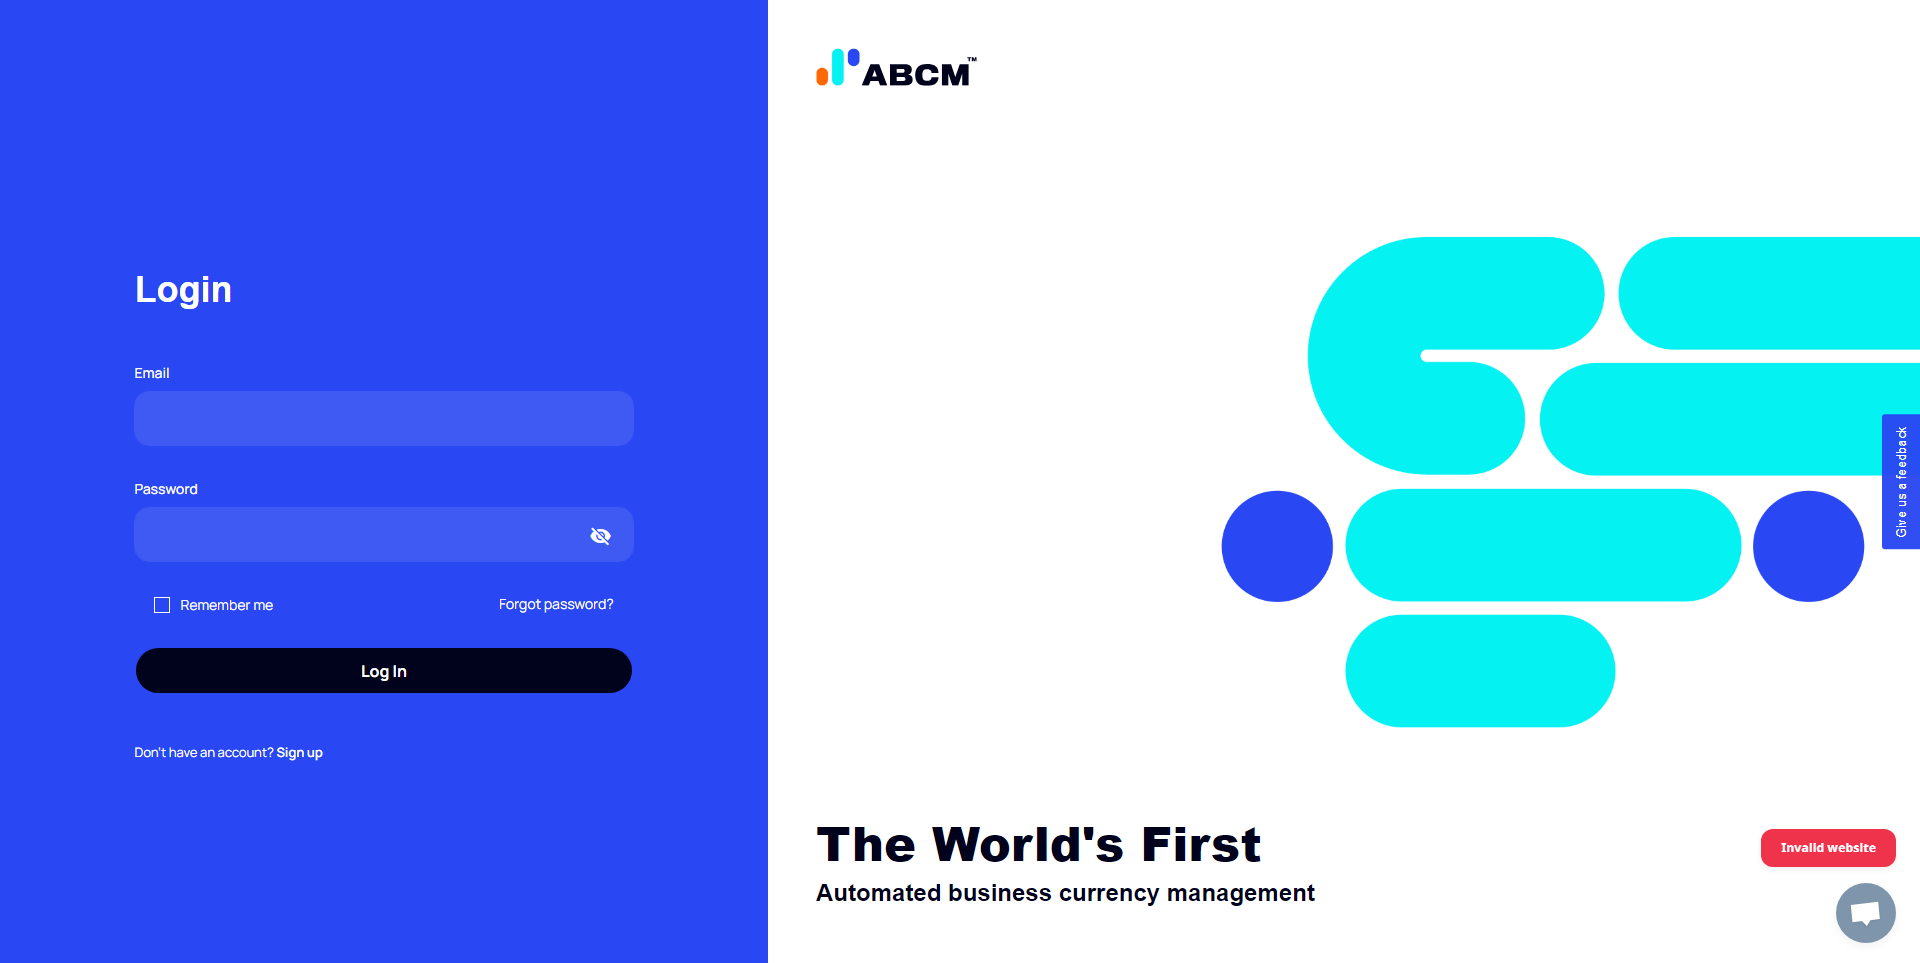 Login
Email
Password
Remember me
Forgot password?
Log In
Don't have an account? Sign up
ABCM™
Give us a feedback
The World's First
Automated business currency management
Invalid website